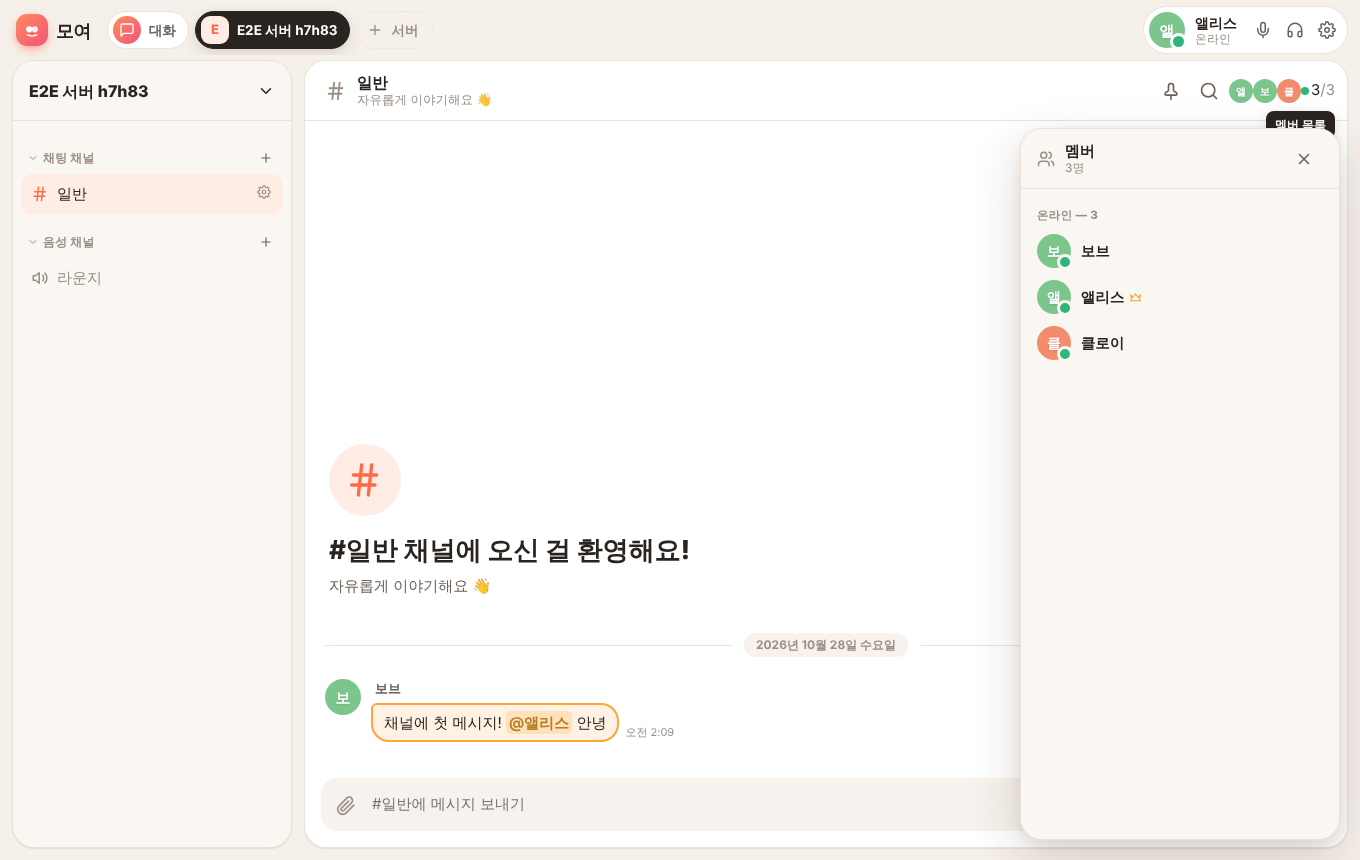 모여
대화
E
E2E 서버 h7h83
서버
앨
앨리스
온라인
E2E 서버 h7h83
채팅 채널
일반
음성 채널
라운지
일반
자유롭게 이야기해요 👋
앨 보 클 3/3
멤버 목록
멤버
3명
온라인 — 3
보 보브
앨 앨리스
클 클로이
#
#일반 채널에 오신 걸 환영해요!
자유롭게 이야기해요 👋
2026년 10월 28일 수요일
보 보브
채널에 첫 메시지! @앨리스 안녕
오전 2:09
#일반에 메시지 보내기